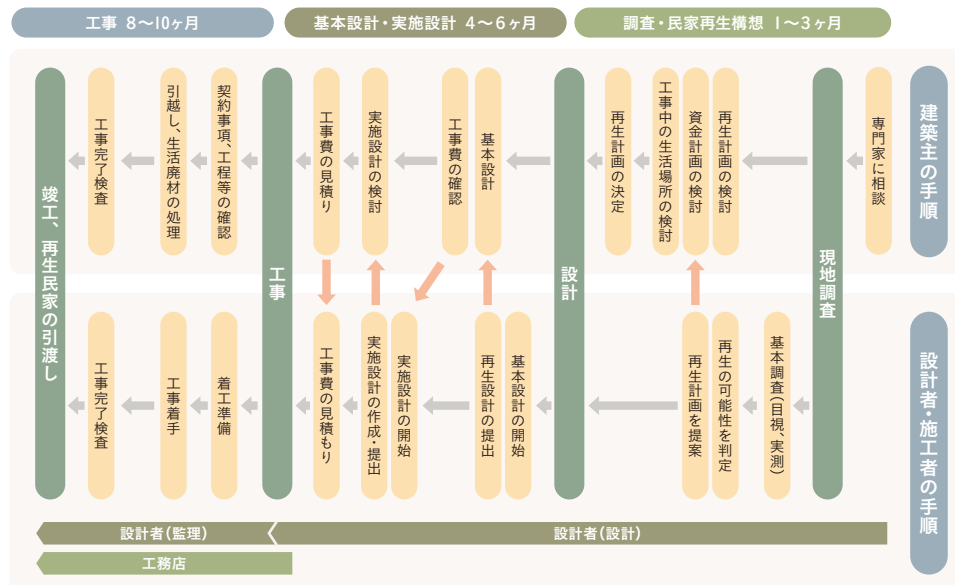 調査・民家再生構想 1〜3ヶ月
基本設計・実施設計 4〜6ヶ月
工事 8〜10ヶ月
建築主の手順
専門家に相談
現地調査
再生計画の検討
資金計画の検討
工事中の生活場所の検討
再生計画の決定
設計
基本設計
工事費の確認
実施設計の検討
工事費の見積り
工事
契約事項、工程等の確認
引越し、生活廃材の処理
工事完了検査
竣工、再生民家の引渡し
設計者・施工者の手順
基本調査(目視、実測)
再生の可能性を判定
再生計画を提案
基本設計の開始
再生設計の提出
実施設計の開始
実施設計の作成・提出
工事費の見積もり
着工準備
工事着手
工事完了検査
設計者(設計)
設計者(監理)
工務店